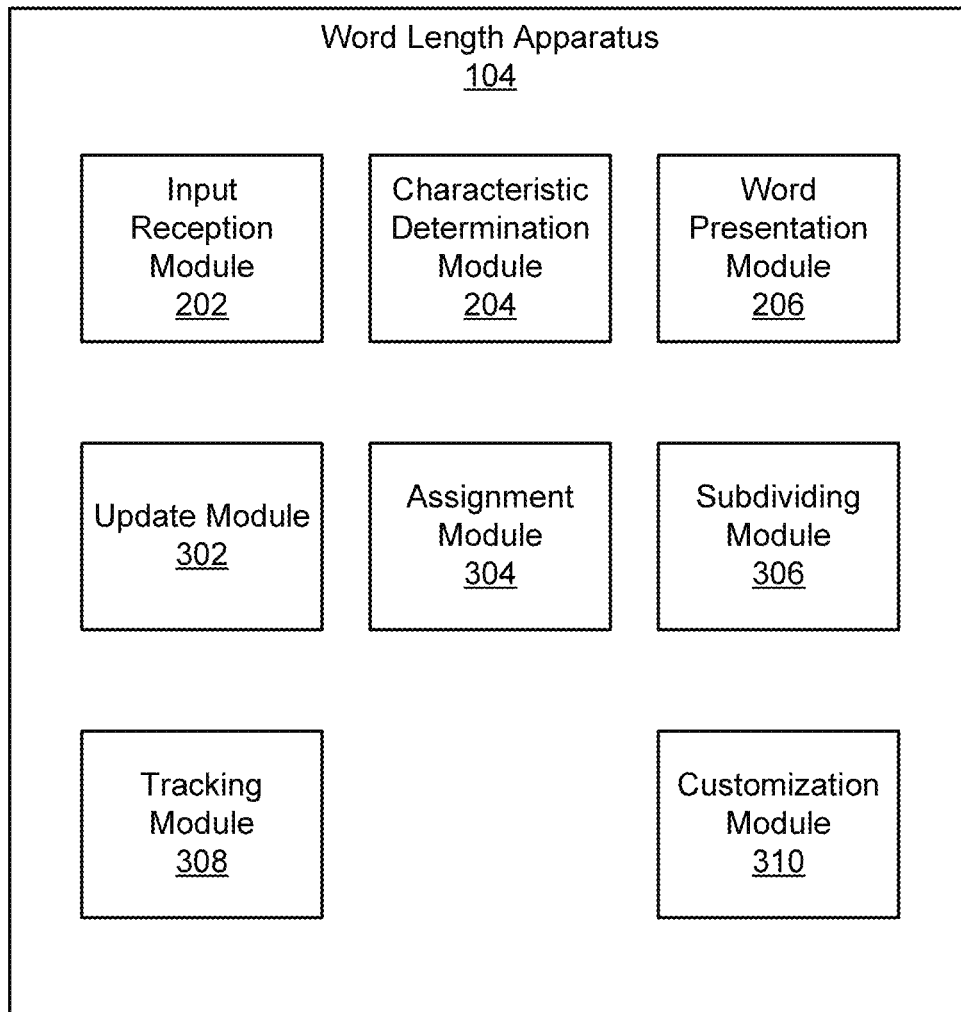 Word Length Apparatus
104
Input
Reception
Module
202
Characteristic
Determination
Module
204
Word
Presentation
Module
206
Update Module
302
Assignment
Module
304
Subdividing
Module
306
Tracking
Module
308
Customization
Module
310